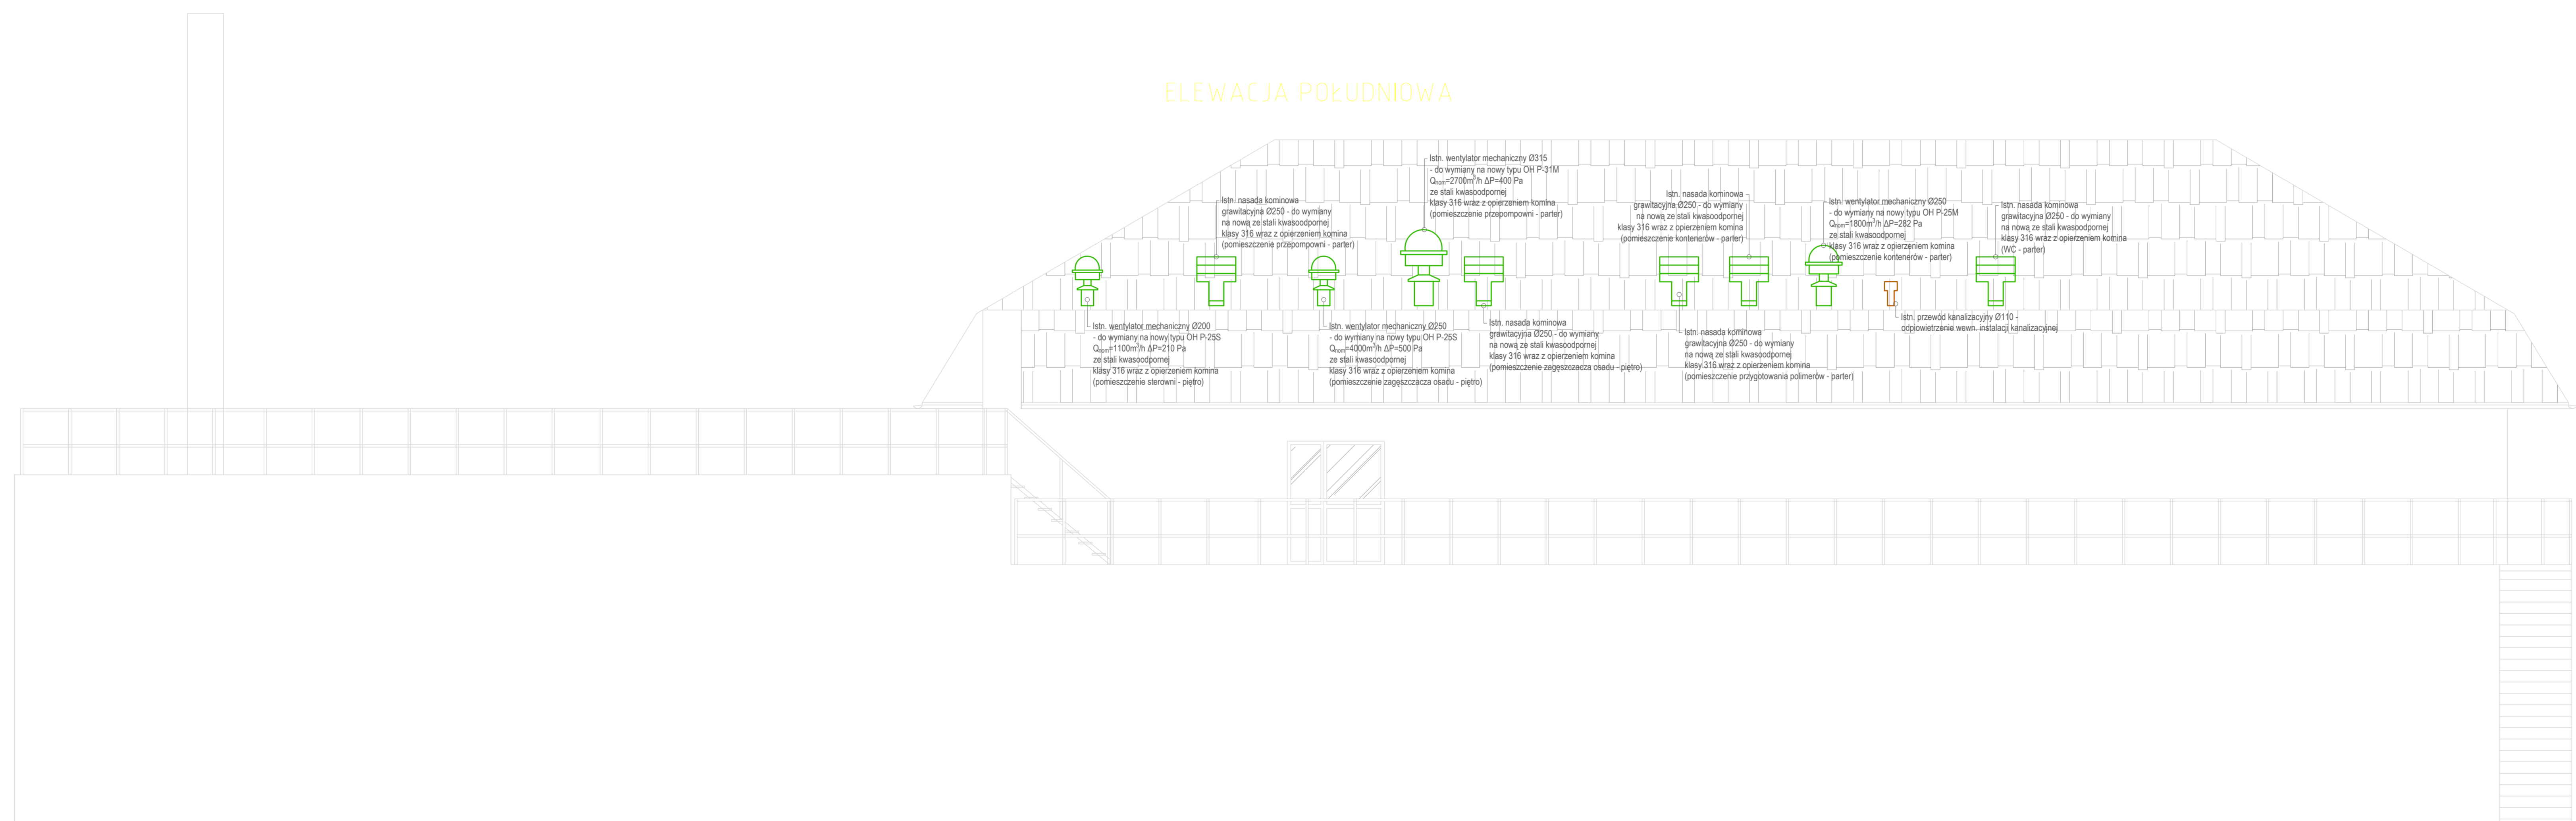 ELEWACJA POŁUDNIOWA
Istn. wentylator mechaniczny Ø315
- do wymiany na nowy typu OH P-31M
Qnom=2700m³/h ΔP=400 Pa
ze stali kwasoodpornej
klasy 316 wraz z opierzeniem komina
(pomieszczenie przepompowni - parter)
Istn. nasada kominowa
grawitacyjna Ø250 - do wymiany
na nową ze stali kwasoodpornej
klasy 316 wraz z opierzeniem komina
(pomieszczenie przepompowni - parter)
Istn. nasada kominowa
grawitacyjna Ø250 - do wymiany
na nową ze stali kwasoodpornej
klasy 316 wraz z opierzeniem komina
(pomieszczenie kontenerów - parter)
Istn. wentylator mechaniczny Ø250
- do wymiany na nowy typu OH P-25M
Qnom=1800m³/h ΔP=282 Pa
ze stali kwasoodpornej
klasy 316 wraz z opierzeniem komina
(pomieszczenie kontenerów - parter)
Istn. nasada kominowa
grawitacyjna Ø250 - do wymiany
na nową ze stali kwasoodpornej
klasy 316 wraz z opierzeniem komina
(WC - parter)
Istn. wentylator mechaniczny Ø200
- do wymiany na nowy typu OH P-25S
Qnom=1100m³/h ΔP=210 Pa
ze stali kwasoodpornej
klasy 316 wraz z opierzeniem komina
(pomieszczenie sterowni - piętro)
Istn. wentylator mechaniczny Ø250
- do wymiany na nowy typu OH P-25S
Qnom=4000m³/h ΔP=500 Pa
ze stali kwasoodpornej
klasy 316 wraz z opierzeniem komina
(pomieszczenie zagęszczacza osadu - piętro)
Istn. nasada kominowa
grawitacyjna Ø250 - do wymiany
na nową ze stali kwasoodpornej
klasy 316 wraz z opierzeniem komina
(pomieszczenie zagęszczacza osadu - piętro)
Istn. nasada kominowa
grawitacyjna Ø250 - do wymiany
na nową ze stali kwasoodpornej
klasy 316 wraz z opierzeniem komina
(pomieszczenie przygotowania polimerów - parter)
Istn. przewód kanalizacyjny Ø110 -
odpowietrzenie wewn. instalacji kanalizacyjnej